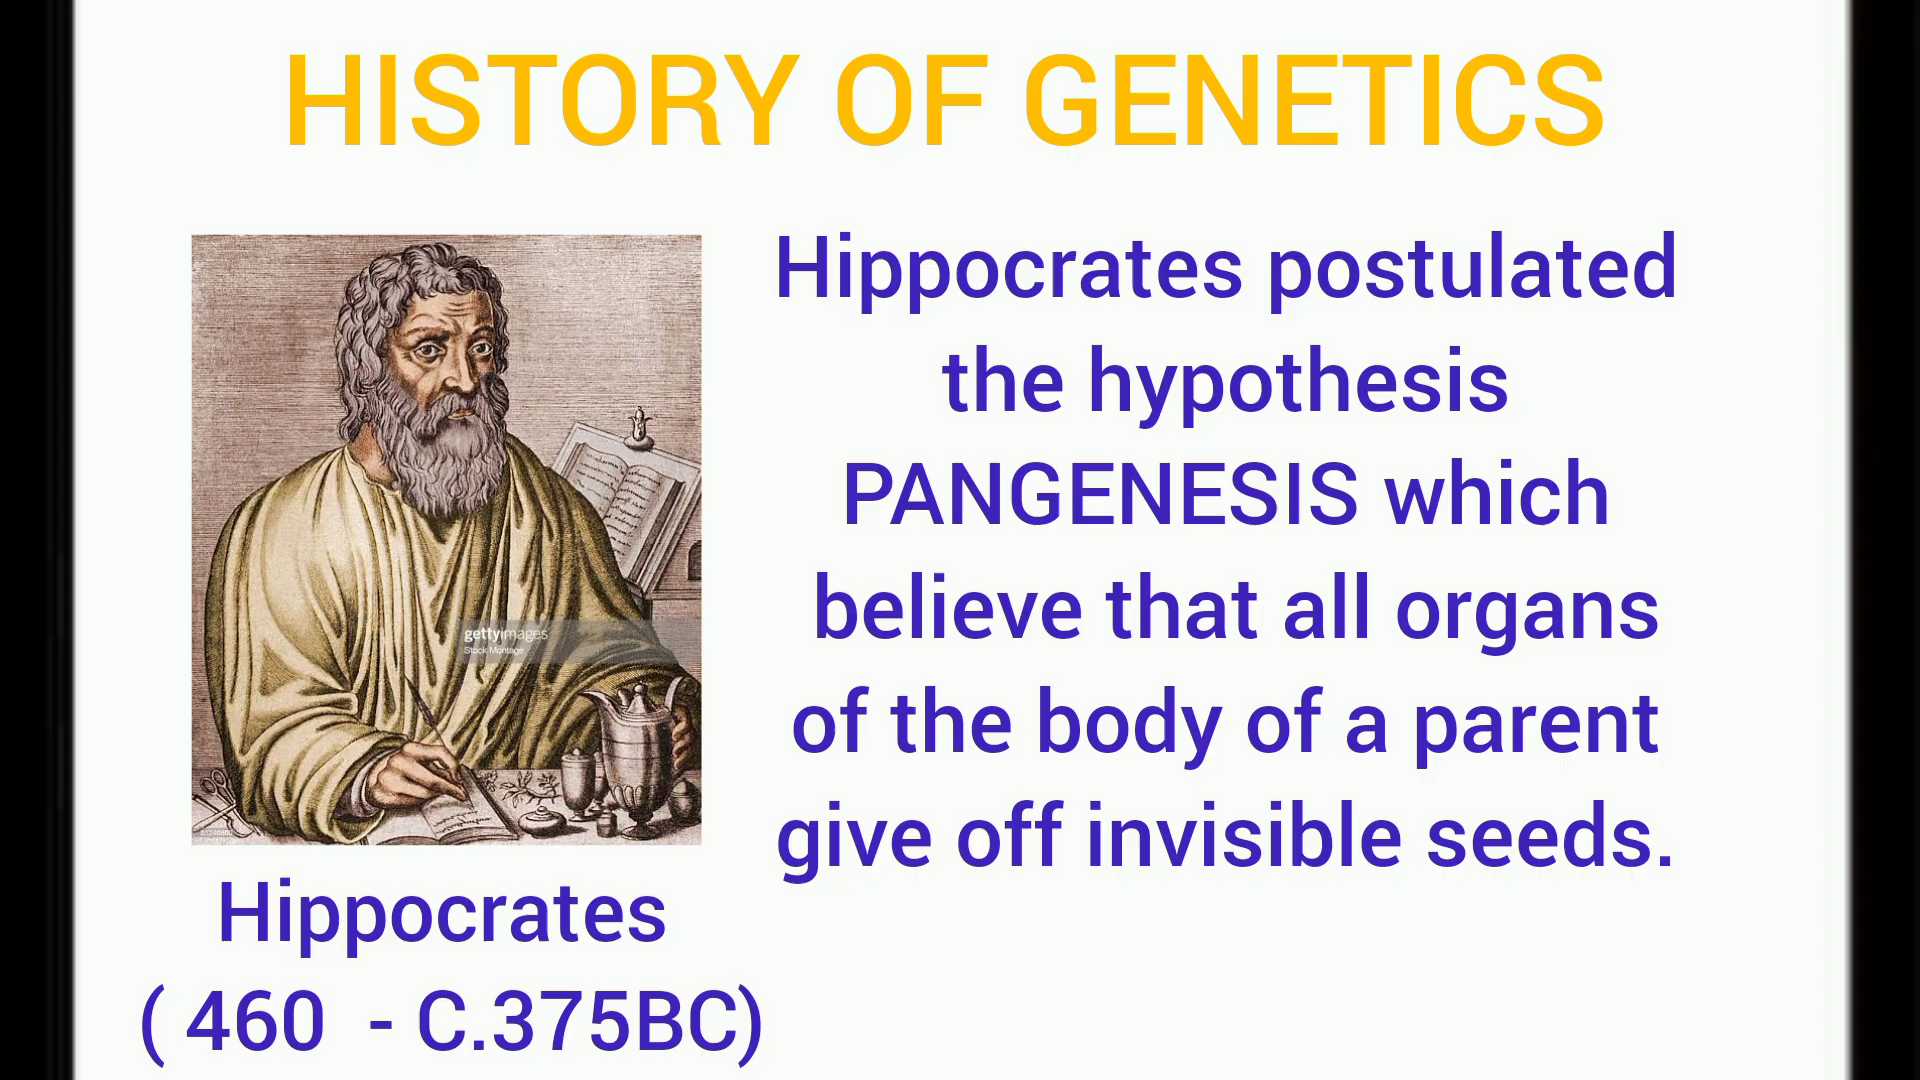 HISTORY OF GENETICS
Hippocrates postulated
the hypothesis
PANGENESIS which
believe that all organs
of the body of a parent
give off invisible seeds.
gettyimages
Stock Montage
Hippocrates
( 460 - C.375BC)